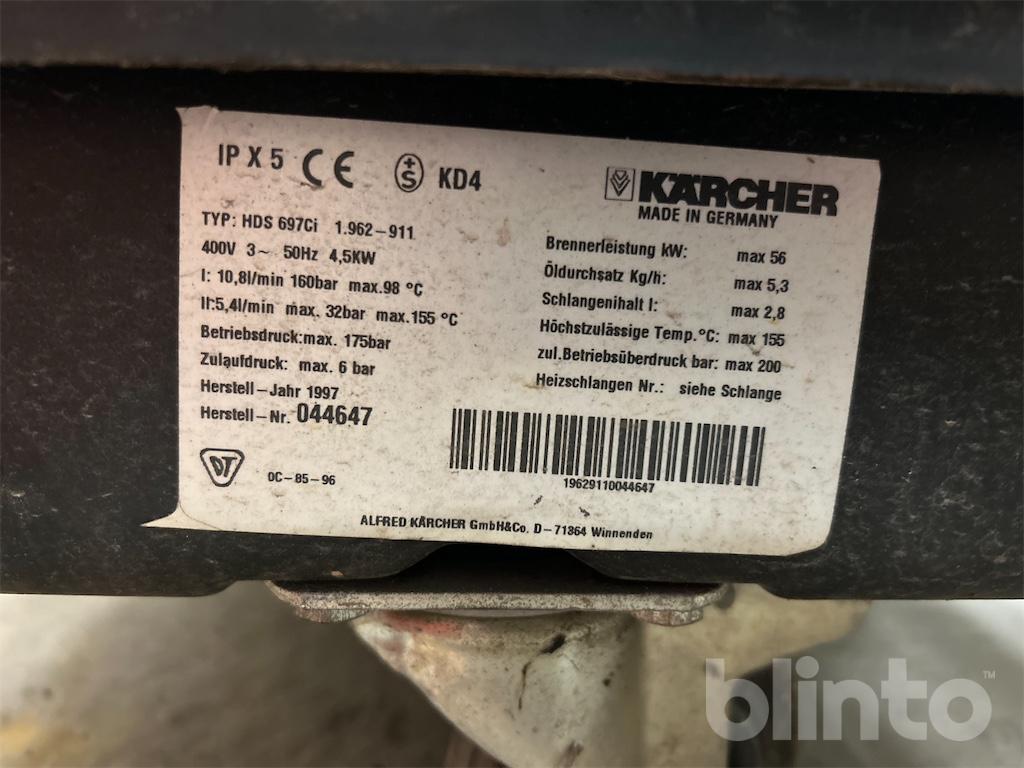 IP X 5 CE +S KD4
TYP: HDS 697Ci 1.962-911
400V 3~ 50Hz 4,5KW
I: 10,8l/min 160bar max.98 °C
II:5,4l/min max. 32bar max.155 °C
Betriebsdruck:max. 175bar
Zulaufdruck: max. 6 bar
Herstell-Jahr 1997
Herstell-Nr. 044647
DT
0C-85-96
KÄRCHER
MADE IN GERMANY
Brennerleistung kW: max 56
Öldurchsatz Kg/h: max 5,3
Schlangenihalt l: max 2,8
Höchstzulässige Temp.°C: max 155
zul.Betriebsüberdruck bar: max 200
Heizschlangen Nr.: siehe Schlange
19629110044647
ALFRED KÄRCHER GmbH&Co. D-71364 Winnenden
blinto™